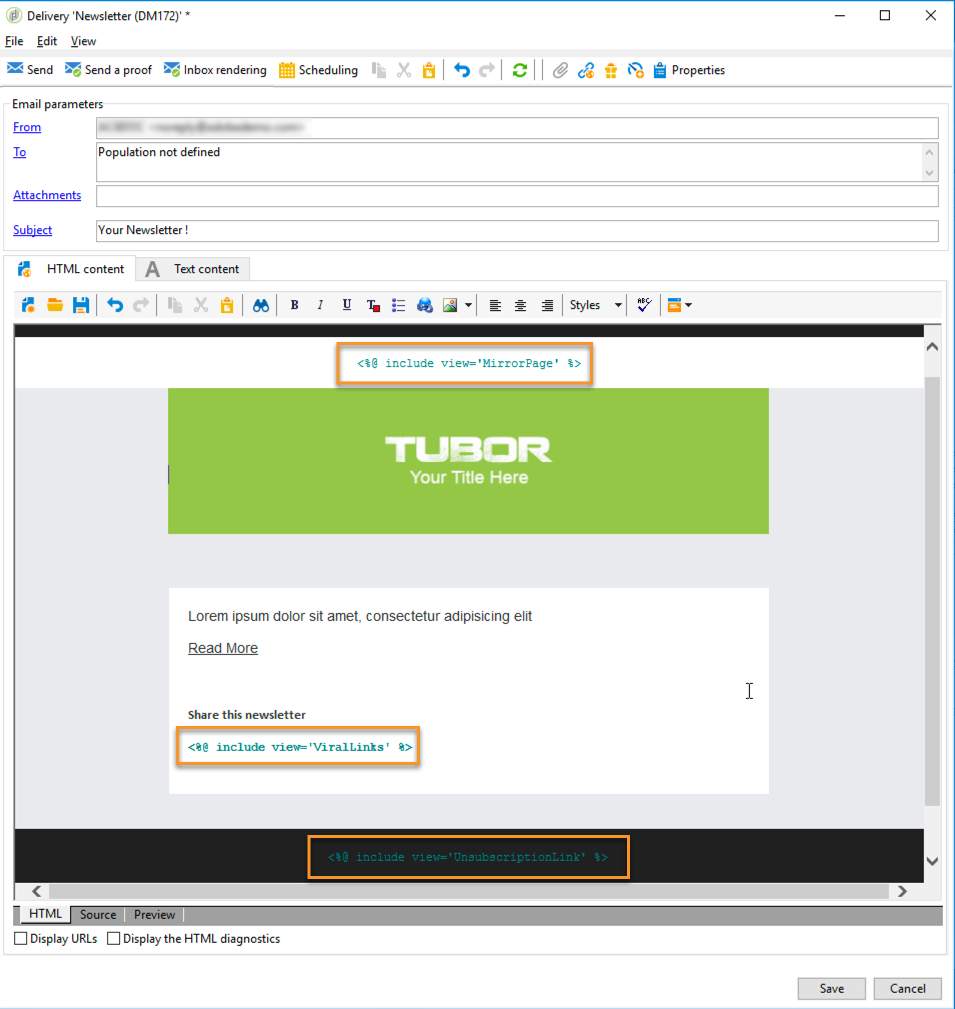 Delivery 'Newsletter (DM172)' *
File Edit View
Send Send a proof Inbox rendering Scheduling Properties
Email parameters
From
To Population not defined
Attachments
Subject Your Newsletter !
HTML content A Text content
B I U T Styles ABC
<%@ include view='MirrorPage' %>
TUBOR
Your Title Here
Lorem ipsum dolor sit amet, consectetur adipisicing elit
Read More
Share this newsletter
<%@ include view='ViralLinks' %>
<%@ include view='UnsubscriptionLink' %>
HTML Source Preview
Display URLs Display the HTML diagnostics
Save Cancel